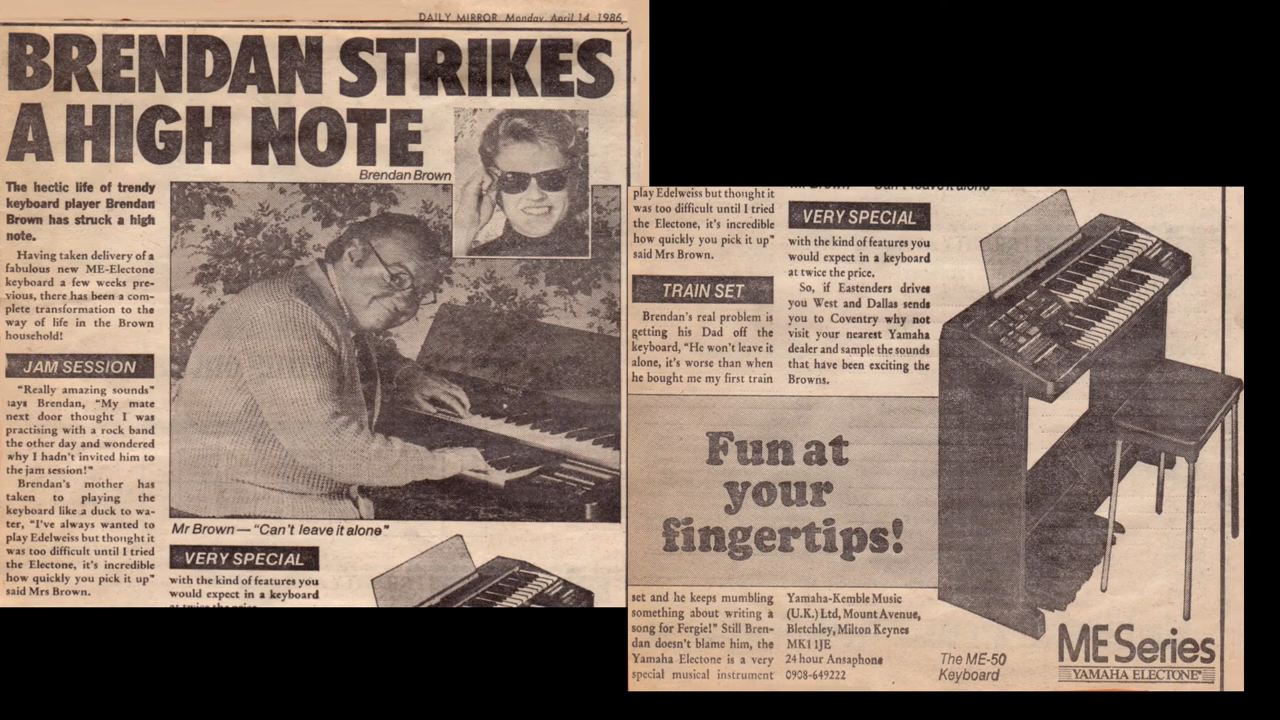 DAILY MIRROR Monday April 14 1986
BRENDAN STRIKES
A HIGH NOTE
Brendan Brown
The hectic life of trendy
keyboard player Brendan
Brown has struck a high
note.
Having taken delivery of a
fabulous new ME-Electone
keyboard a few weeks pre-
vious, there has been a com-
plete transformation to the
way of life in the Brown
household!
JAM SESSION
“Really amazing sounds”
says Brendan, “My mate
next door thought I was
practising with a rock band
the other day and wondered
why I hadn't invited him to
the jam session!”
Brendan's mother has
taken to playing the
keyboard like a duck to wa-
ter, “I've always wanted to
play Edelweiss but thought it
was too difficult until I tried
the Electone, it's incredible
how quickly you pick it up”
said Mrs Brown.
Mr Brown — “Can't leave it alone”
VERY SPECIAL
with the kind of features you
would expect in a keyboard
at twice the price.
play Edelweiss but thought it
was too difficult until I tried
the Electone, it's incredible
how quickly you pick it up”
said Mrs Brown.
TRAIN SET
Brendan's real problem is
getting his Dad off the
keyboard, “He won't leave it
alone, it's worse than when
he bought me my first train
Mr Brown — “Can't leave it alone”
VERY SPECIAL
with the kind of features you
would expect in a keyboard
at twice the price.
So, if Eastenders drives
you West and Dallas sends
you to Coventry why not
visit your nearest Yamaha
dealer and sample the sounds
that have been exciting the
Browns.
Fun at
your
fingertips!
set and he keeps mumbling
something about writing a
song for Fergie!” Still Bren-
dan doesn't blame him, the
Yamaha Electone is a very
special musical instrument
Yamaha-Kemble Music
(U.K.) Ltd, Mount Avenue,
Bletchley, Milton Keynes
MK1 1JE
24 hour Ansaphone
0908-649222
The ME-50
Keyboard
ME Series
YAMAHA ELECTONE